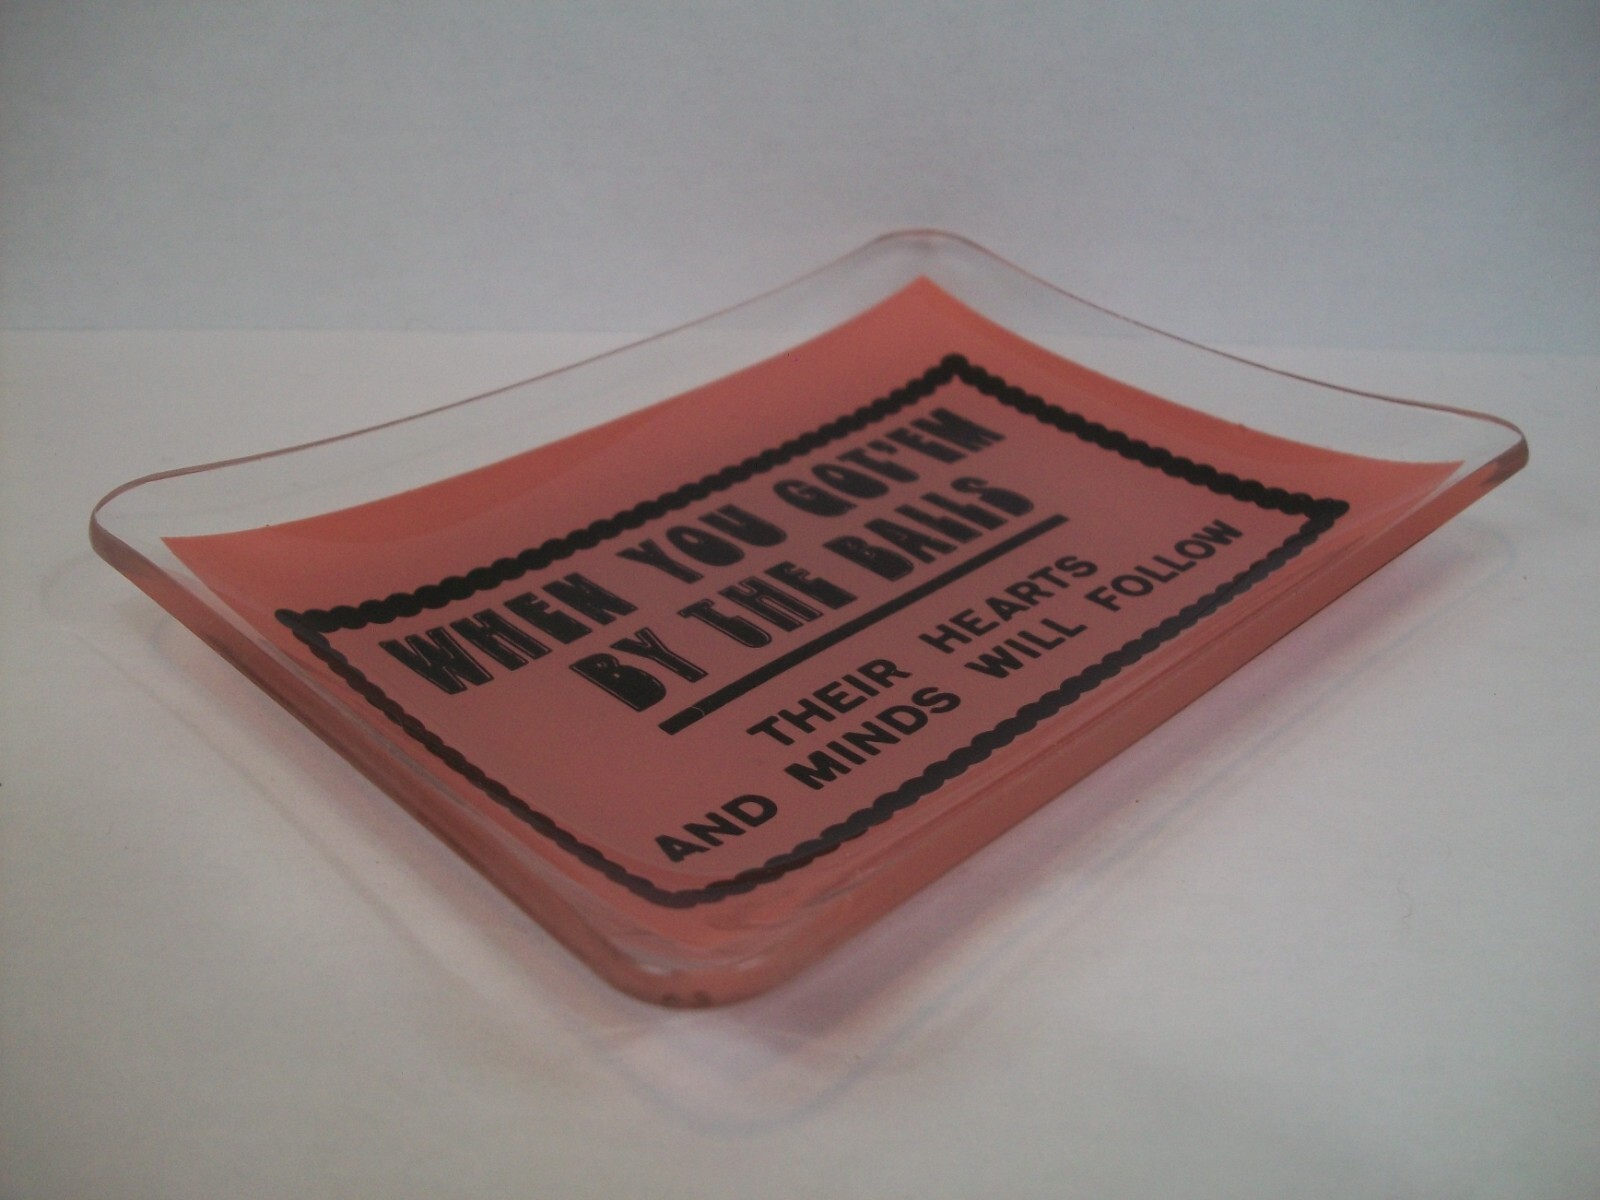 WHEN YOU GOT'EM
BY THE BALLS
THEIR HEARTS
AND MINDS WILL FOLLOW